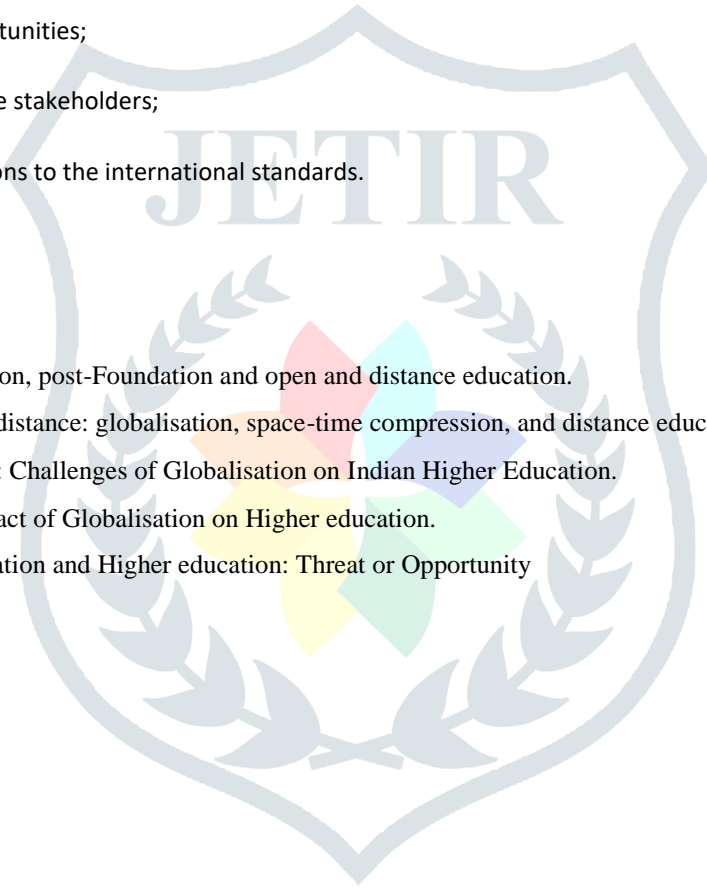 tunities;
e stakeholders;
ons to the international standards.
JETIR
on, post-Foundation and open and distance education.
distance: globalisation, space-time compression, and distance educ
: Challenges of Globalisation on Indian Higher Education.
act of Globalisation on Higher education.
ation and Higher education: Threat or Opportunity